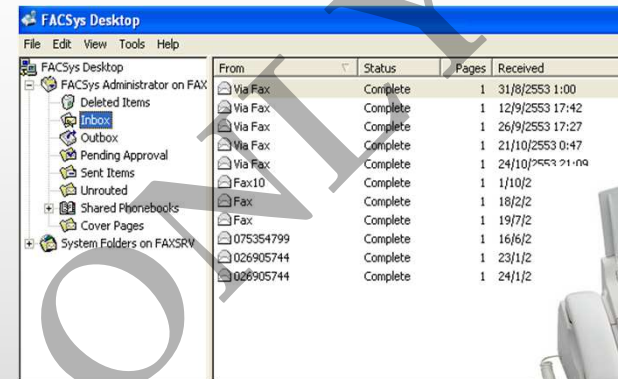 FACSys Desktop
File Edit View Tools Help
FACSys Desktop
FACSys Administrator on FAX
Deleted Items
Inbox
Outbox
Pending Approval
Sent Items
Unrouted
Shared Phonebooks
Cover Pages
System Folders on FAXSRV
From Status Pages Received
Via Fax Complete 1 31/8/2553 1:00
Via Fax Complete 1 12/9/2553 17:42
Via Fax Complete 1 26/9/2553 17:27
Via Fax Complete 1 21/10/2553 0:47
Via Fax Complete 1 24/10/2553 21:09
Fax10 Complete 1 1/10/2
Fax Complete 1 18/2/2
Fax Complete 1 19/7/2
075354799 Complete 1 16/6/2
026905744 Complete 1 23/1/2
026905744 Complete 1 24/1/2
ONLY